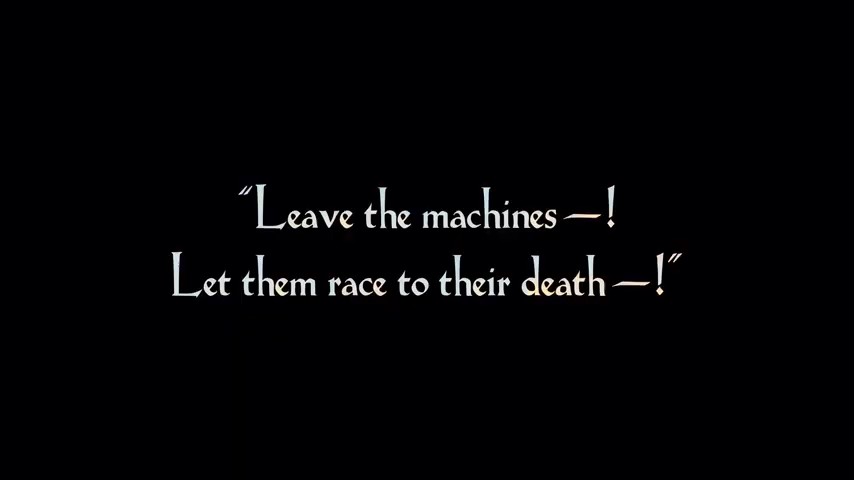 "Leave the machines—!
Let them race to their death—!"